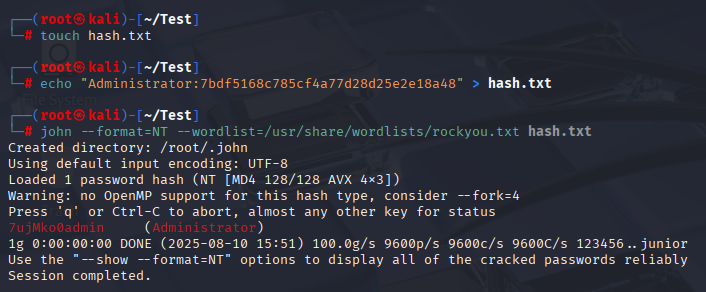 ┌──(root㉿kali)-[~/Test]
└─# touch hash.txt
┌──(root㉿kali)-[~/Test]
└─# echo "Administrator:7bdf5168c785cf4a77d28d25e2e18a48" > hash.txt
File System
┌──(root㉿kali)-[~/Test]
└─# john --format=NT --wordlist=/usr/share/wordlists/rockyou.txt hash.txt
Created directory: /root/.john
Using default input encoding: UTF-8
Loaded 1 password hash (NT [MD4 128/128 AVX 4×3])
Warning: no OpenMP support for this hash type, consider --fork=4
Press 'q' or Ctrl-C to abort, almost any other key for status
7ujMko0admin     (Administrator)
1g 0:00:00:00 DONE (2025-08-10 15:51) 100.0g/s 9600p/s 9600c/s 9600C/s 123456..junior
Use the "--show --format=NT" options to display all of the cracked passwords reliably
Session completed.